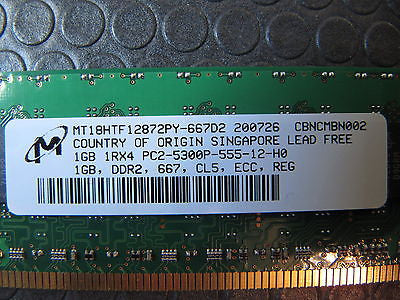 MT18HTF12872PY-667D2 200726 CBNCMBN002
COUNTRY OF ORIGIN SINGAPORE LEAD FREE
1GB 1RX4 PC2-5300P-555-12-H0
1GB, DDR2, 667, CL5, ECC, REG